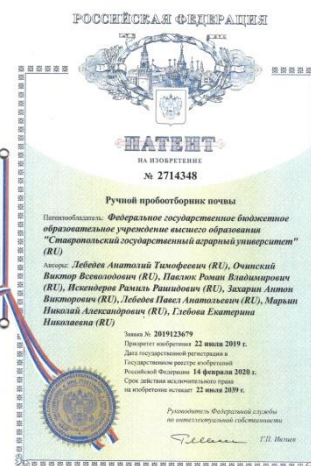 РОССИЙСКАЯ ФЕДЕРАЦИЯ
ПАТЕНТ
НА ИЗОБРЕТЕНИЕ
№ 2714348
Ручной пробоотборник почвы
Патентообладатель: Федеральное государственное бюджетное
образовательное учреждение высшего образования
"Ставропольский государственный аграрный университет"
(RU)
Авторы: Лебедев Анатолий Тимофеевич (RU), Очинский
Виктор Всеволодович (RU), Павлюк Роман Владимирович
(RU), Искендеров Рамиль Рашидович (RU), Захарин Антон
Викторович (RU), Лебедев Павел Анатольевич (RU), Марьин
Николай Александрович (RU), Глебова Екатерина
Николаевна (RU)
Заявка № 2019123679
Приоритет изобретения 22 июля 2019 г.
Дата государственной регистрации в
Государственном реестре изобретений
Российской Федерации 14 февраля 2020 г.
Срок действия исключительного права
на изобретение истекает 22 июля 2039 г.
Руководитель Федеральной службы
по интеллектуальной собственности
Г.П. Ивлиев